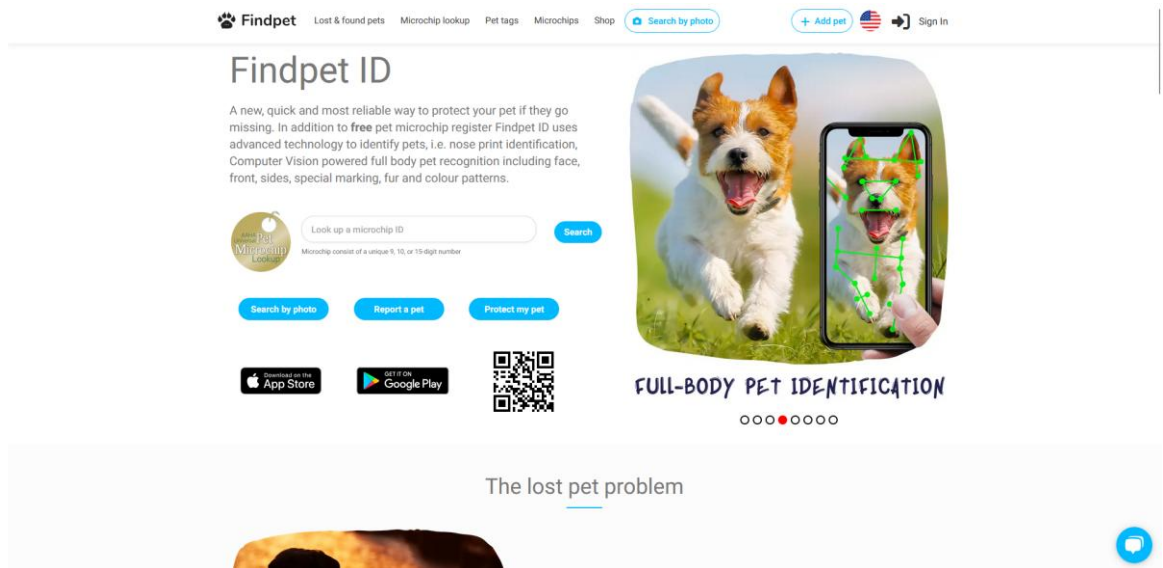 Findpet
Lost & found pets
Microchip lookup
Pet tags
Microchips
Shop
Search by photo
+ Add pet
Sign In
Findpet ID
A new, quick and most reliable way to protect your pet if they go
missing. In addition to free pet microchip register Findpet ID uses
advanced technology to identify pets, i.e. nose print identification,
Computer Vision powered full body pet recognition including face,
front, sides, special marking, fur and colour patterns.
Pet
Microchip
Lookup
Look up a microchip ID
Search
Microchip consist of a unique 9, 10, or 15-digit number
Search by photo
Report a pet
Protect my pet
Download on the
App Store
GET IT ON
Google Play
FULL-BODY PET IDENTIFICATION
The lost pet problem